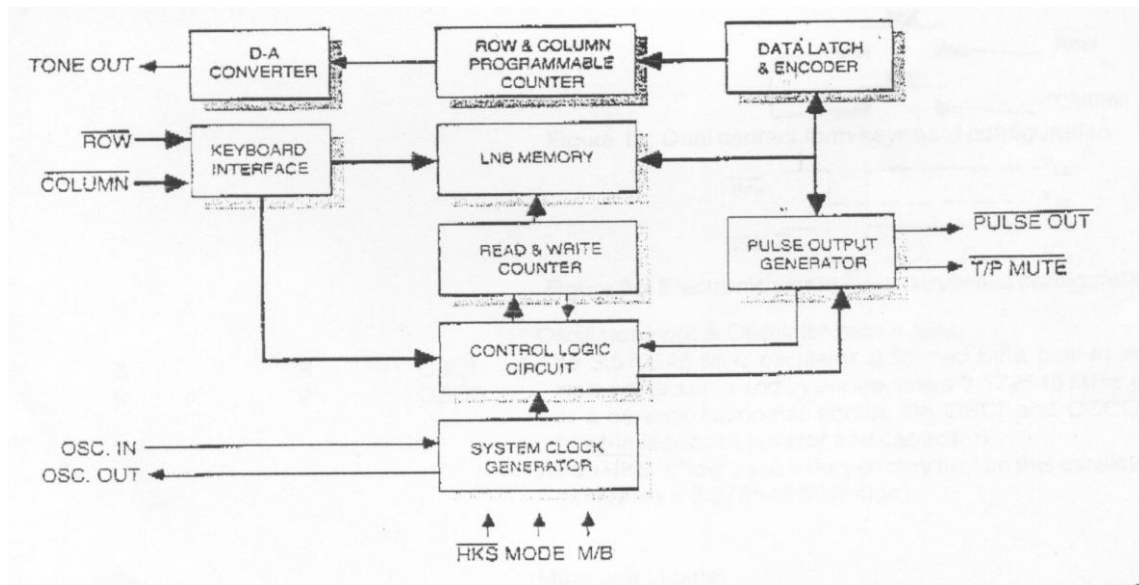 D-A
CONVERTER
ROW & COLUMN
PROGRAMMABLE
COUNTER
DATA LATCH
& ENCODER
TONE OUT
ROW
COLUMN
KEYBOARD
INTERFACE
LNB MEMORY
READ & WRITE
COUNTER
PULSE OUTPUT
GENERATOR
PULSE OUT
T/P MUTE
CONTROL LOGIC
CIRCUIT
OSC. IN
OSC. OUT
SYSTEM CLOCK
GENERATOR
HKS MODE M/B